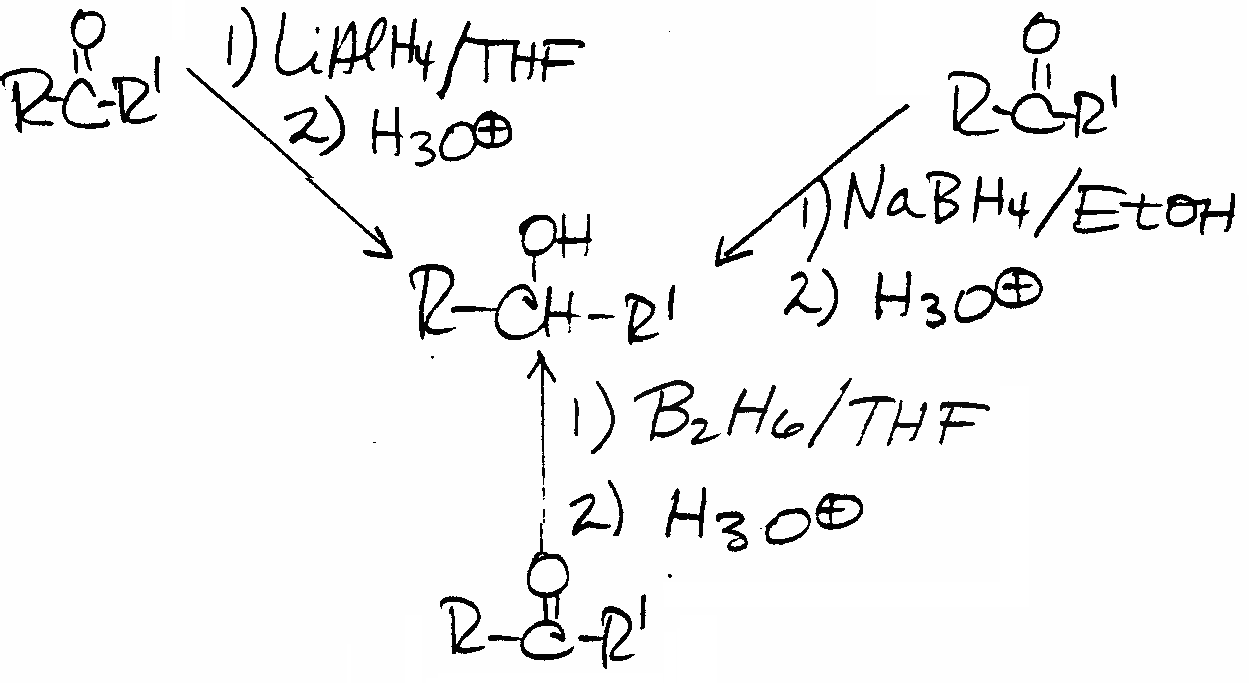 O
R-C-R'
1) LiAlH4/THF
2) H3O⊕
O
R-C-R'
1) NaBH4/EtOH
2) H3O⊕
OH
R-CH-R'
1) B2H6/THF
2) H3O⊕
O
R-C-R'